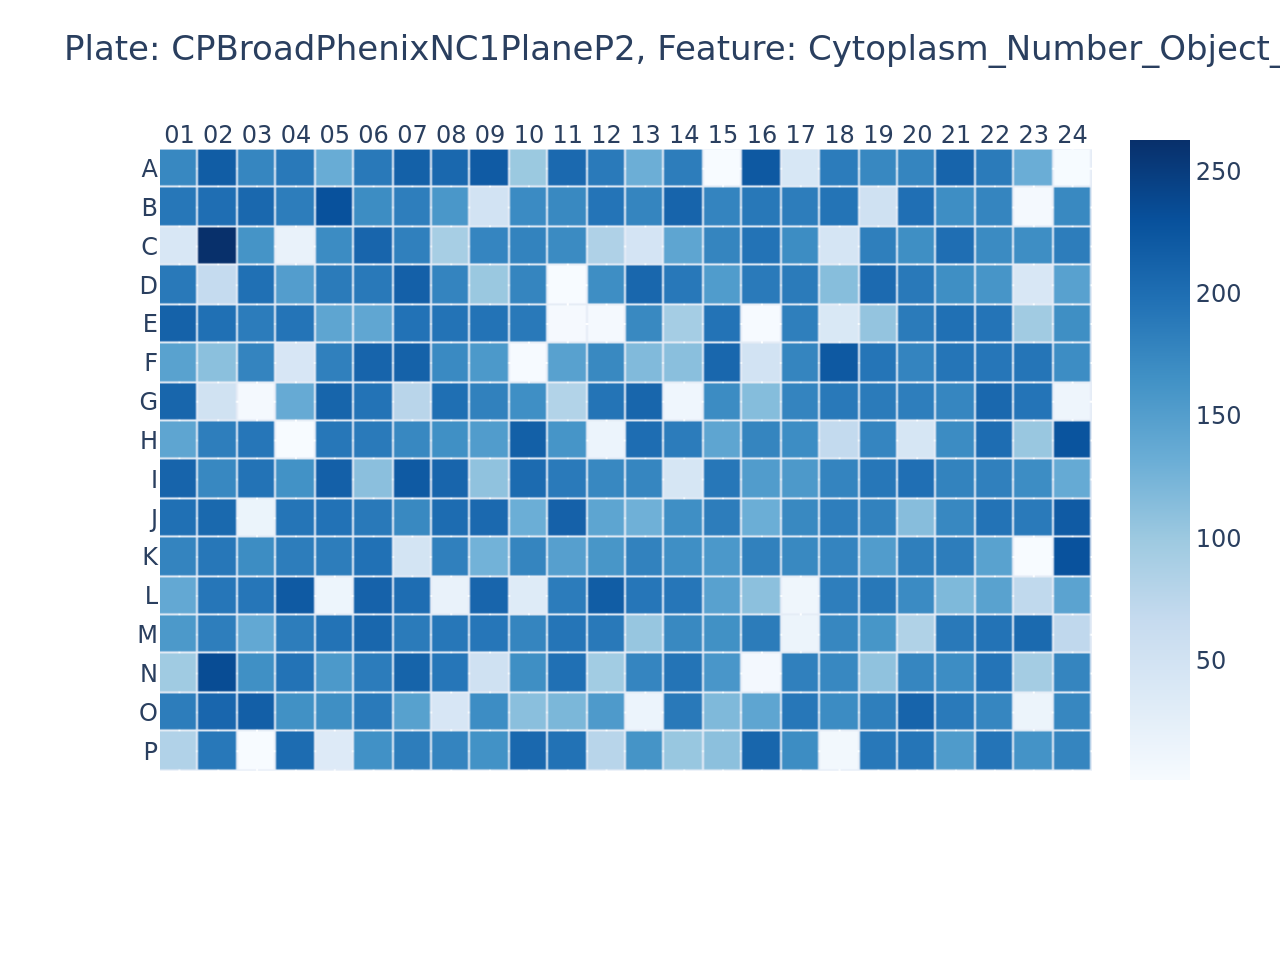 Plate: CPBroadPhenixNC1PlaneP2, Feature: Cytoplasm_Number_Object_
01 02 03 04 05 06 07 08 09 10 11 12 13 14 15 16 17 18 19 20 21 22 23 24
A
B
C
D
E
F
G
H
I
J
K
L
M
N
O
P
250
200
150
100
50